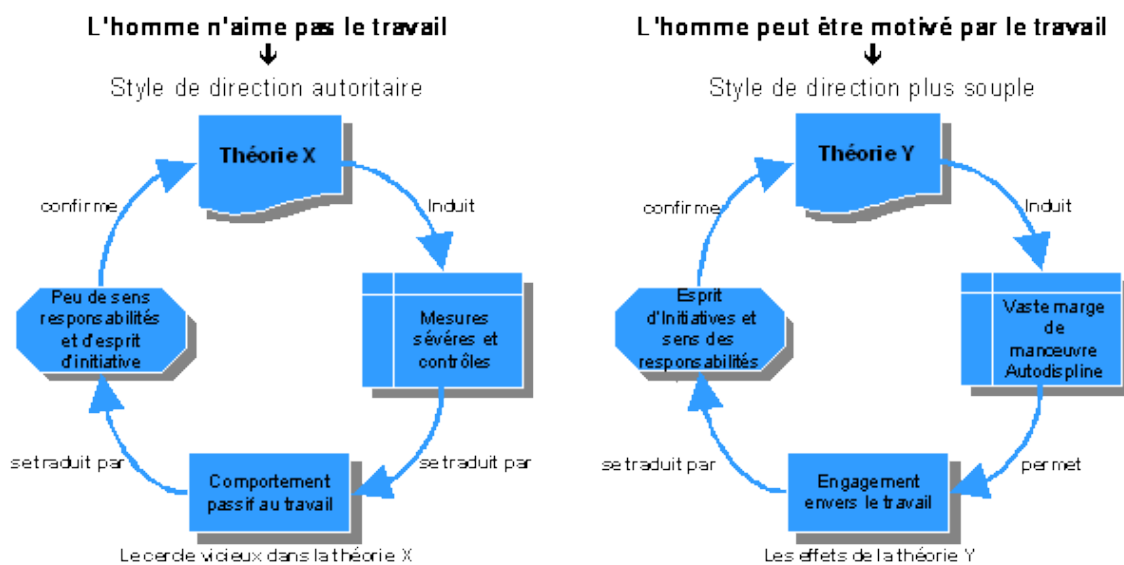 L'homme n'aime pas le travail
Style de direction autoritaire
Théorie X
confirme
Induit
Peu de sens
responsabilités
et d'esprit
d'initiative
Mesures
sévéres et
contrôles
se traduit par
se traduit par
Comportement
passif au travail
Le cercle vicieux dans la théorie X
L'homme peut être motivé par le travail
Style de direction plus souple
Théorie Y
confirme
Induit
Esprit
d'Initiatives et
sens des
responsabilités
Vaste marge
de
manœuvre
Autodispline
se traduit par
permet
Engagement
envers le travail
Les effets de la théorie Y